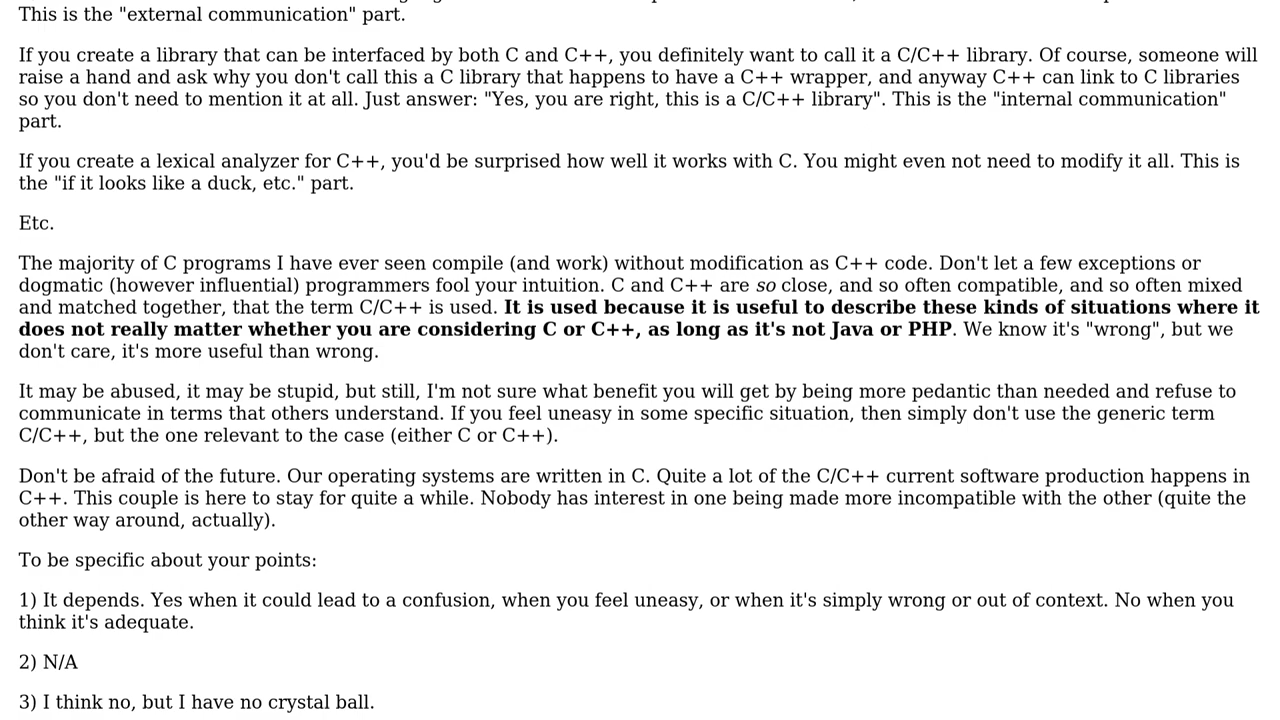 This is the "external communication" part.
If you create a library that can be interfaced by both C and C++, you definitely want to call it a C/C++ library. Of course, someone will
raise a hand and ask why you don't call this a C library that happens to have a C++ wrapper, and anyway C++ can link to C libraries
so you don't need to mention it at all. Just answer: "Yes, you are right, this is a C/C++ library". This is the "internal communication"
part.
If you create a lexical analyzer for C++, you'd be surprised how well it works with C. You might even not need to modify it all. This is
the "if it looks like a duck, etc." part.
Etc.
The majority of C programs I have ever seen compile (and work) without modification as C++ code. Don't let a few exceptions or
dogmatic (however influential) programmers fool your intuition. C and C++ are so close, and so often compatible, and so often mixed
and matched together, that the term C/C++ is used. It is used because it is useful to describe these kinds of situations where it
does not really matter whether you are considering C or C++, as long as it's not Java or PHP. We know it's "wrong", but we
don't care, it's more useful than wrong.
It may be abused, it may be stupid, but still, I'm not sure what benefit you will get by being more pedantic than needed and refuse to
communicate in terms that others understand. If you feel uneasy in some specific situation, then simply don't use the generic term
C/C++, but the one relevant to the case (either C or C++).
Don't be afraid of the future. Our operating systems are written in C. Quite a lot of the C/C++ current software production happens in
C++. This couple is here to stay for quite a while. Nobody has interest in one being made more incompatible with the other (quite the
other way around, actually).
To be specific about your points:
1) It depends. Yes when it could lead to a confusion, when you feel uneasy, or when it's simply wrong or out of context. No when you
think it's adequate.
2) N/A
3) I think no, but I have no crystal ball.